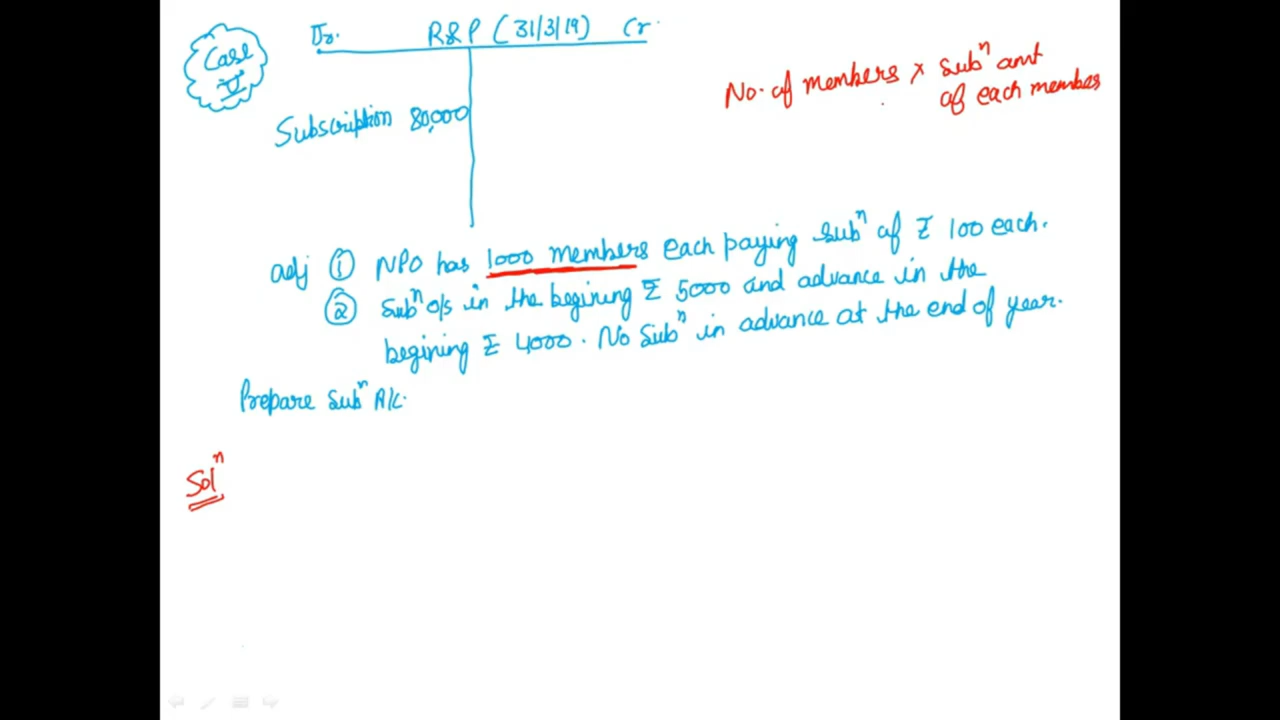 Case
V
Dr. R&P (31/3/19) Cr.
Subscription 80,000
No. of members × Subⁿ amt
of each member
adj ① NPO has 1000 members each paying Subⁿ of ₹ 100 each.
② Subⁿ o/s in the begining ₹ 5000 and advance in the
begining ₹ 4,000. No Subⁿ in advance at the end of year.
Prepare Subⁿ A/c.
Solⁿ